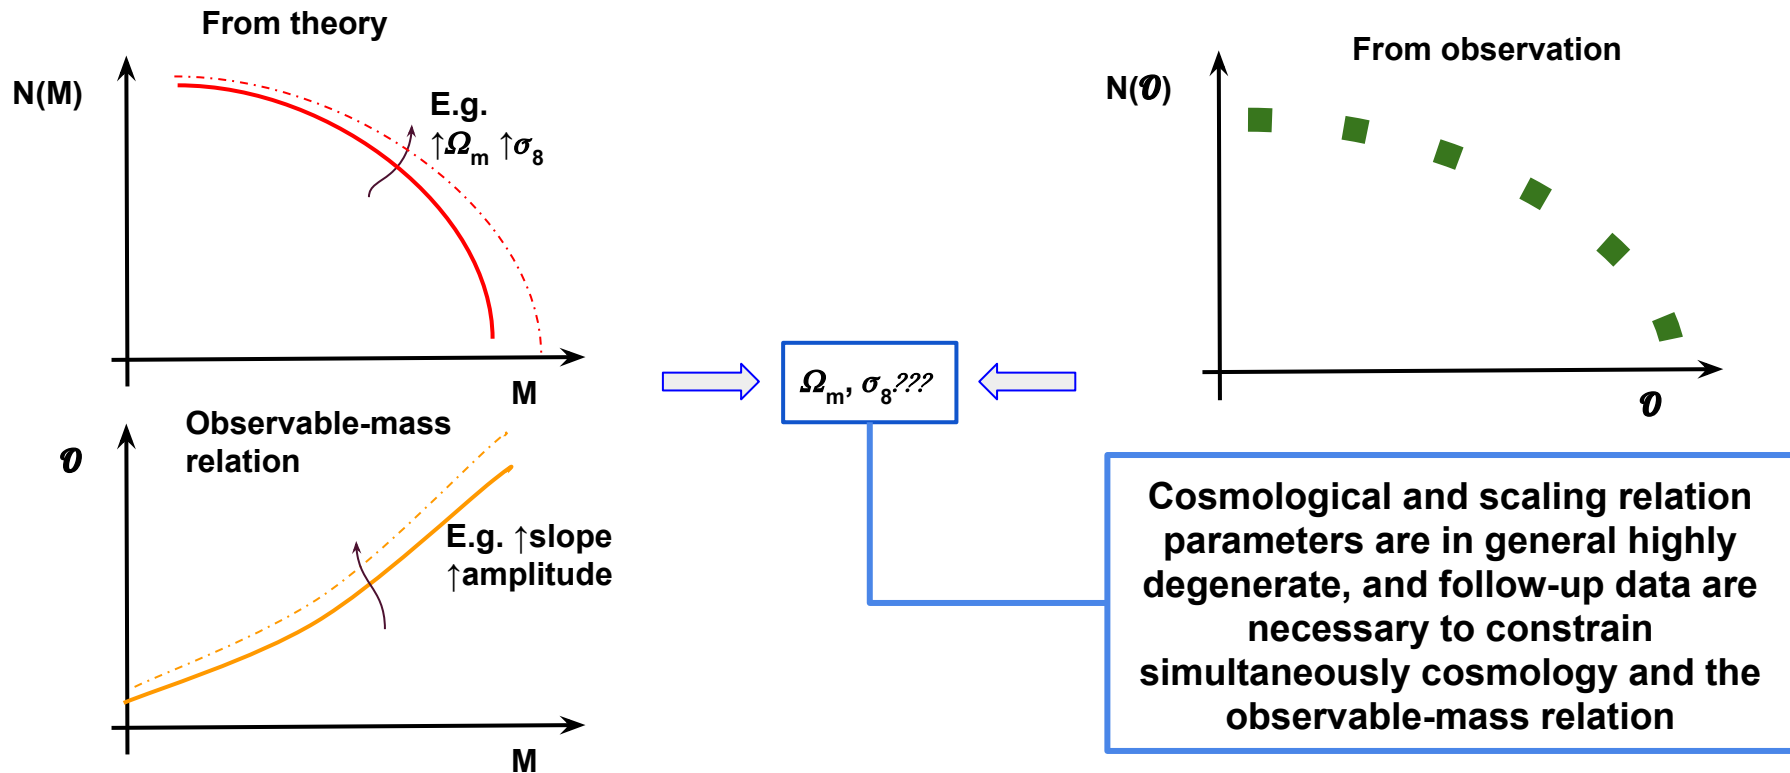 From theory
N(M)
E.g.
↑Ωm ↑σ8
M
Observable-mass
relation
𝒪
E.g. ↑slope
↑amplitude
M
Ωm, σ8???
From observation
N(𝒪)
𝒪
Cosmological and scaling relation
parameters are in general highly
degenerate, and follow-up data are
necessary to constrain
simultaneously cosmology and the
observable-mass relation